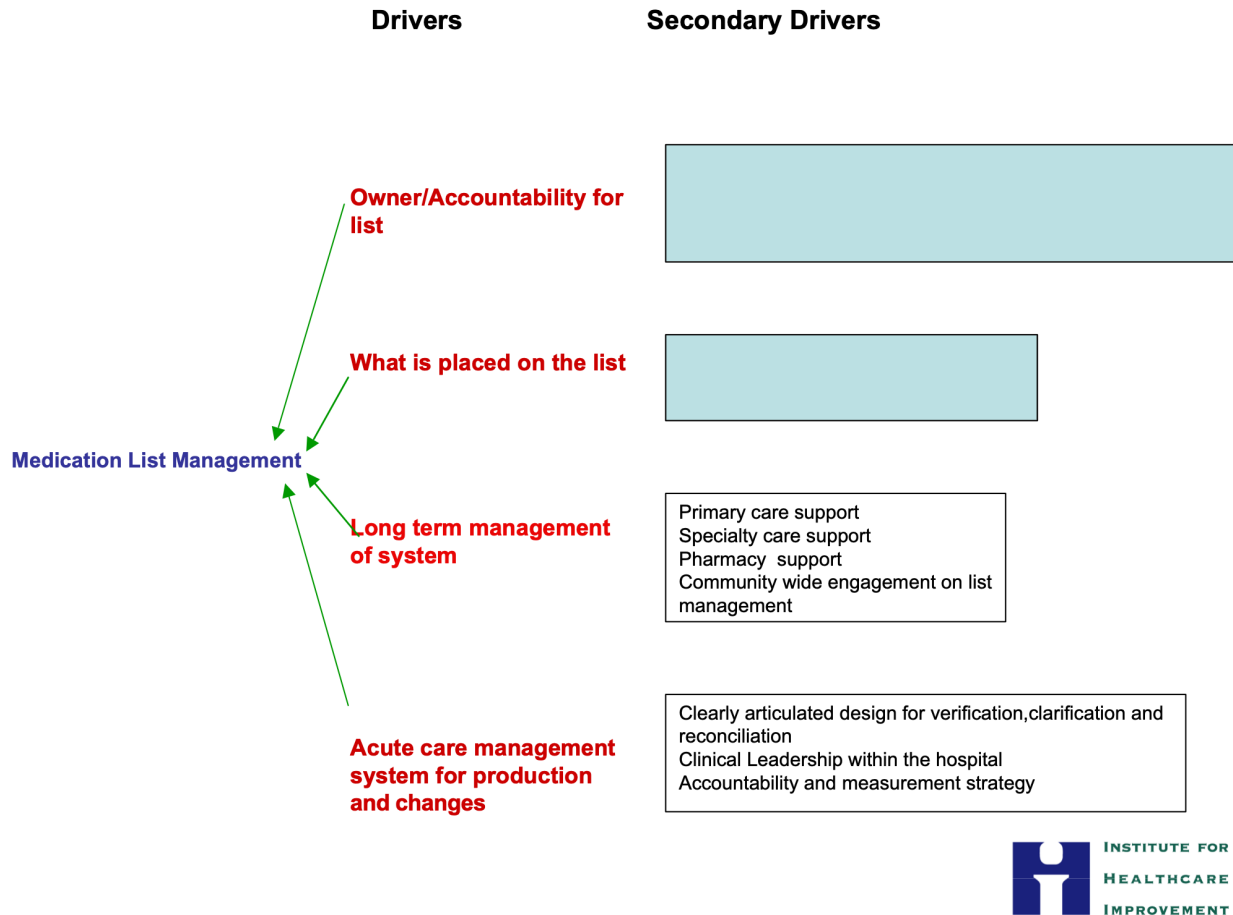 Drivers
Secondary Drivers
Owner/Accountability for
list
What is placed on the list
Medication List Management
Long term management
of system
Primary care support
Specialty care support
Pharmacy  support
Community wide engagement on list
management
Acute care management
system for production
and changes
Clearly articulated design for verification,clarification and
reconciliation
Clinical Leadership within the hospital
Accountability and measurement strategy
INSTITUTE FOR
HEALTHCARE
IMPROVEMENT